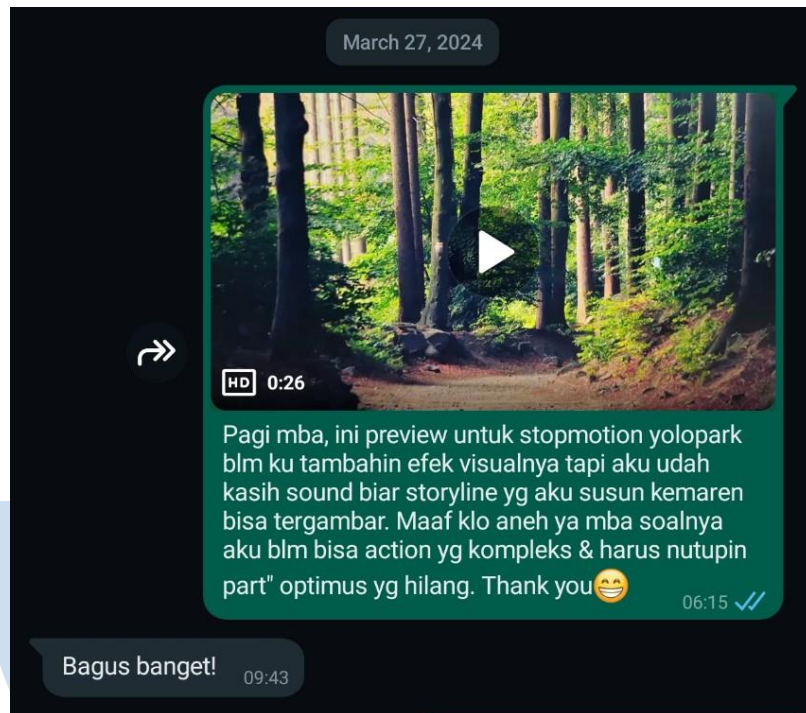 March 27, 2024
HD 0:26
Pagi mba, ini preview untuk stopmotion yolopark
blm ku tambahin efek visualnya tapi aku udah
kasih sound biar storyline yg aku susun kemaren
bisa tergambar. Maaf klo aneh ya mba soalnya
aku blm bisa action yg kompleks & harus nutupin
part" optimus yg hilang. Thank you😁
06:15
Bagus banget!
09:43